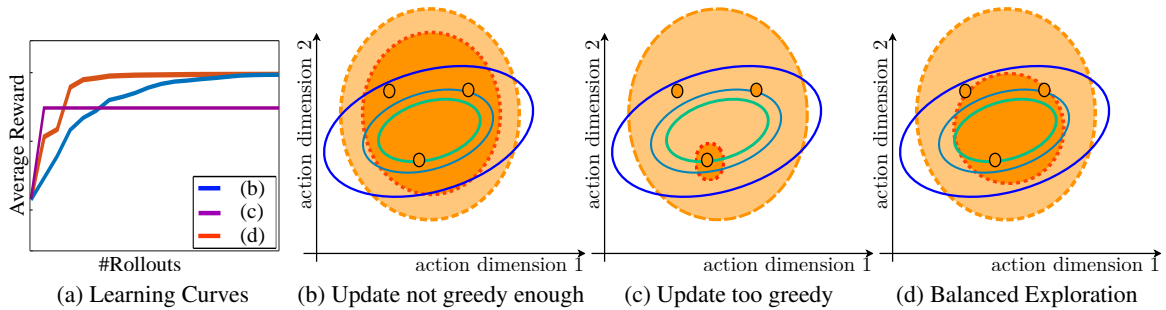 Average Reward
(b)
(c)
(d)
#Rollouts
(a) Learning Curves
action dimension 2
action dimension 1
(b) Update not greedy enough
action dimension 2
action dimension 1
(c) Update too greedy
action dimension 2
action dimension 1
(d) Balanced Exploration